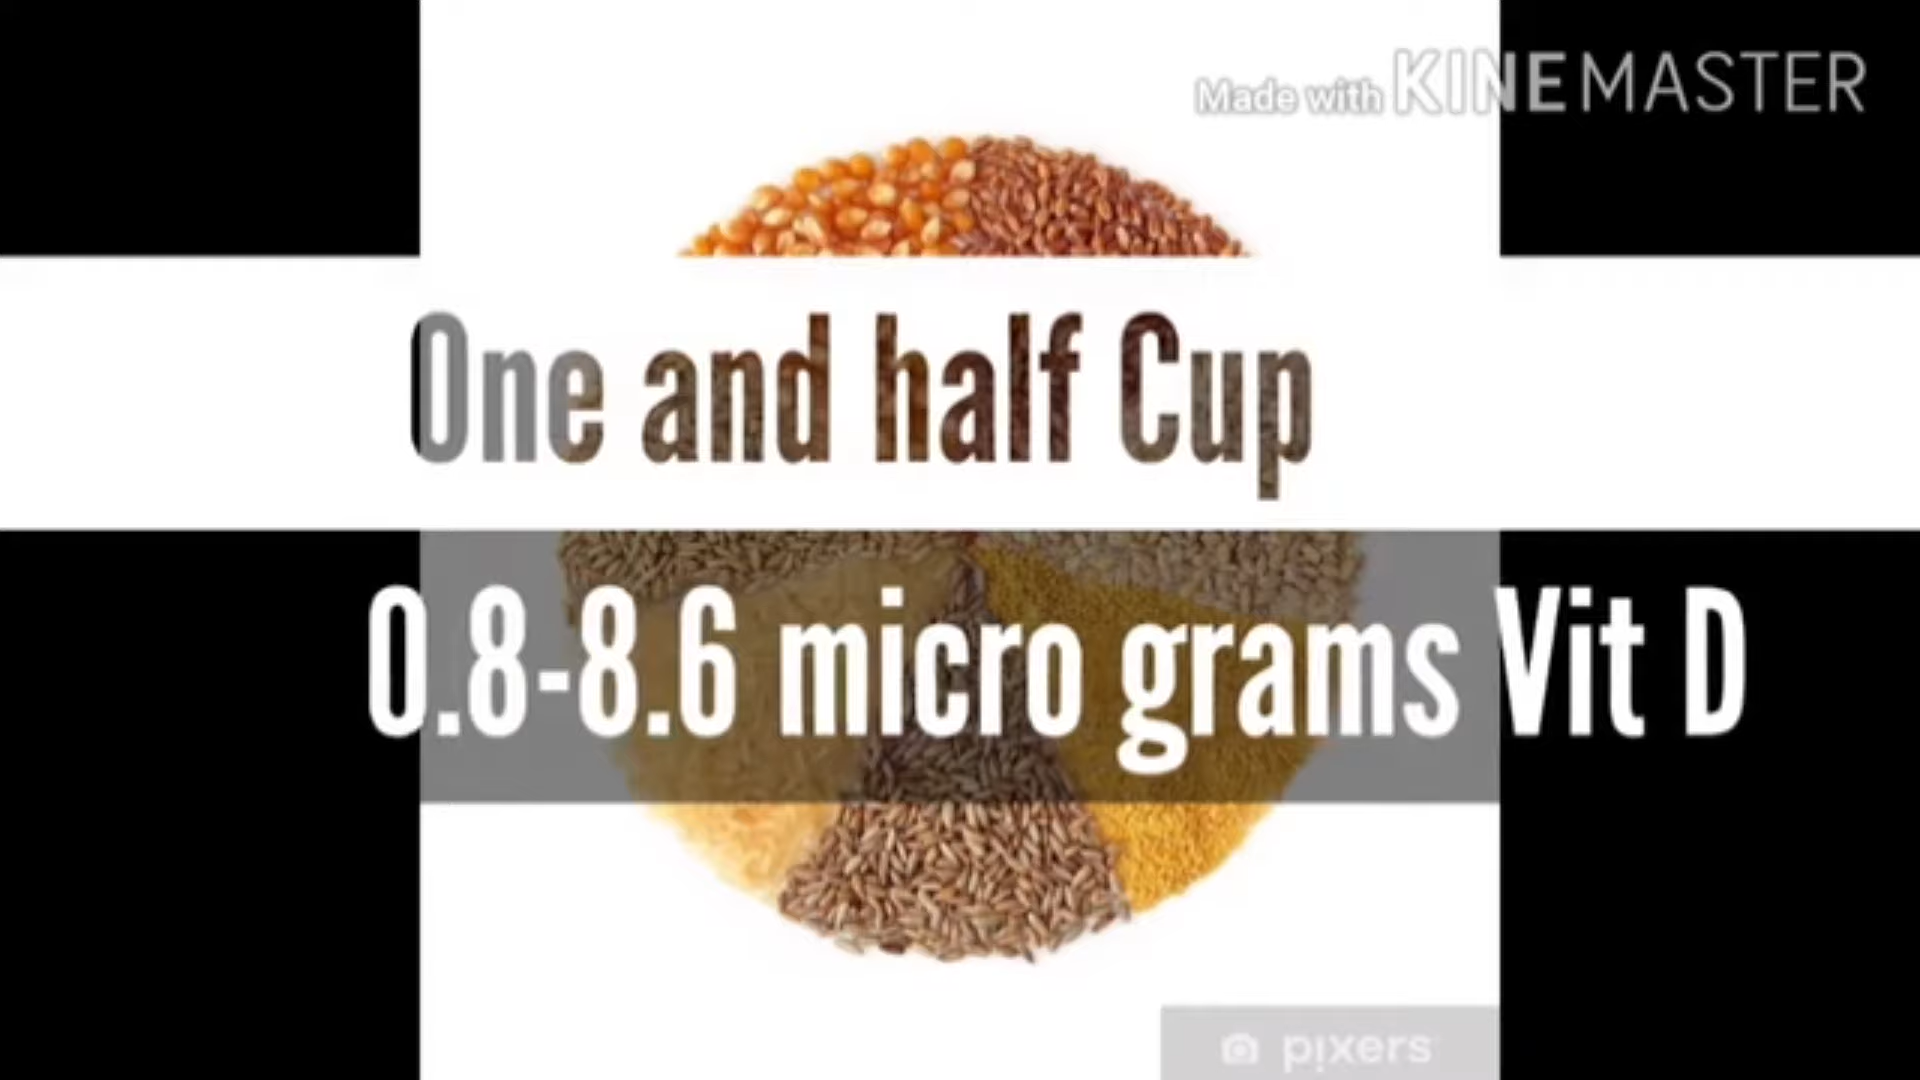 Made with KINEMASTER
One and half Cup
0.8-8.6 micro grams Vit D
pixers